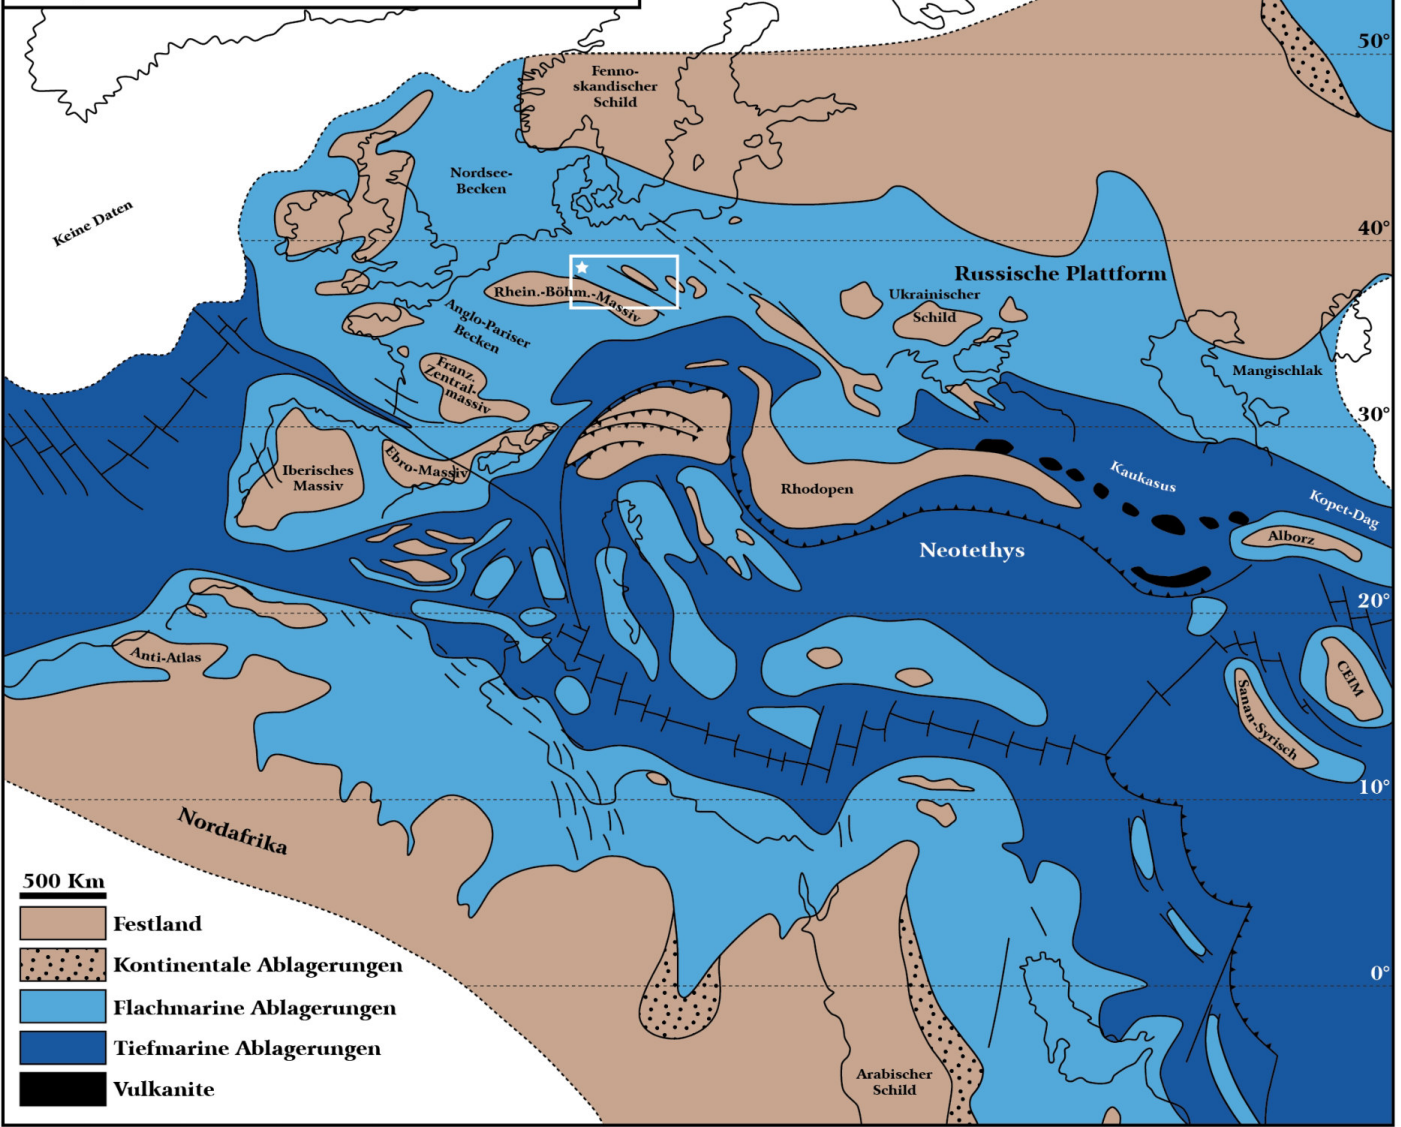 50°
Fenno-
skandischer
Schild
Nordsee-
Becken
Keine Daten
40°
Russische Plattform
Rhein.-Böhm.-Massiv
Ukrainischer
Schild
Anglo-Pariser
Becken
Mangischlak
Franz.
Zentral-
massiv
30°
Iberisches
Massiv
Ebro-Massiv
Rhodopen
Kaukasus
Kopet-Dag
Alborz
Neotethys
20°
Anti-Atlas
CEIM
Sanan-Syrisch
10°
Nordafrika
500 Km
Festland
Kontinentale Ablagerungen
Flachmarine Ablagerungen
Tiefmarine Ablagerungen
Vulkanite
0°
Arabischer
Schild